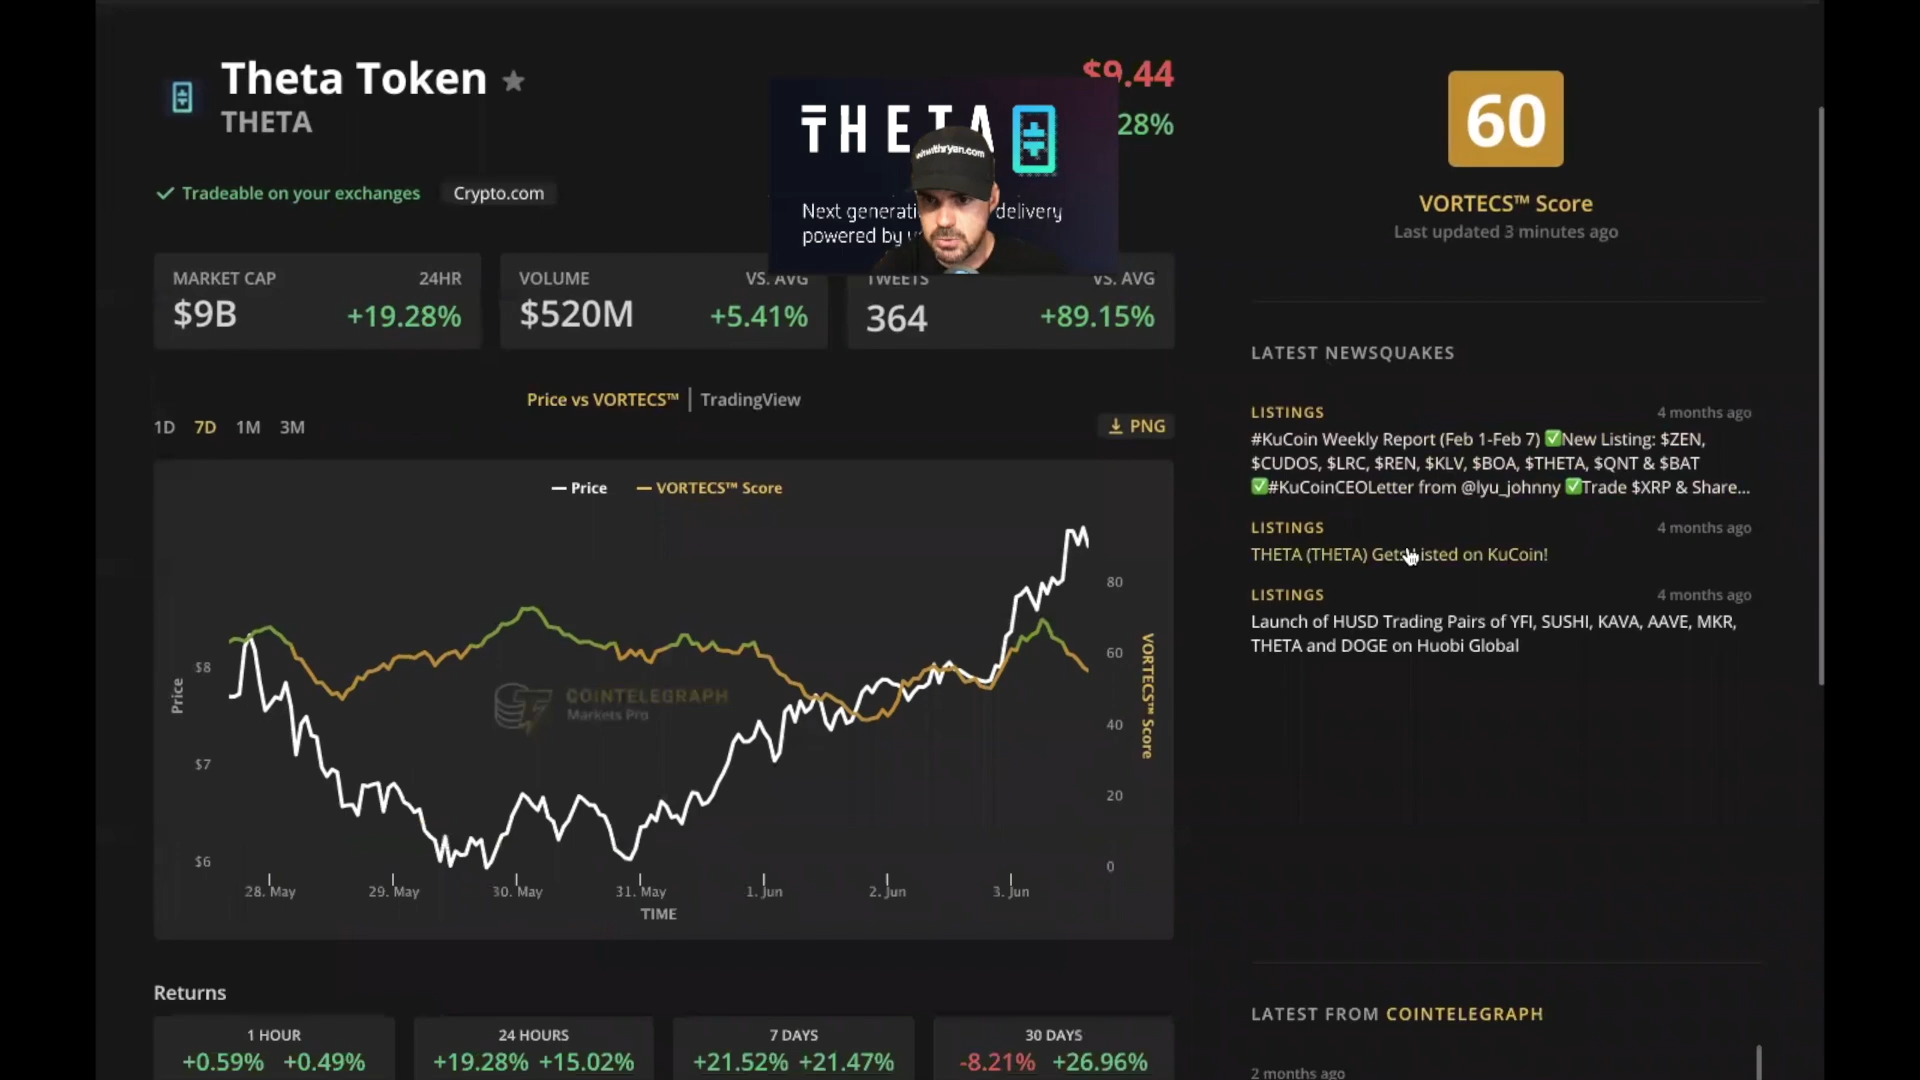 Theta Token
THETA
$9.44
28%
THETA
Next generati delivery
powered by
whwithryan.com
Tradeable on your exchanges
Crypto.com
60
VORTECS™ Score
Last updated 3 minutes ago
MARKET CAP 24HR
$9B +19.28%
VOLUME VS. AVG
$520M +5.41%
TWEETS VS. AVG
364 +89.15%
Price vs VORTECS™ | TradingView
1D 7D 1M 3M
PNG
Price VORTECS™ Score
80
60
40
20
0
$8
$7
$6
Price
VORTECS™ Score
COINTELEGRAPH
Markets Pro
28. May 29. May 30. May 31. May 1. Jun 2. Jun 3. Jun
TIME
LATEST NEWSQUAKES
LISTINGS 4 months ago
#KuCoin Weekly Report (Feb 1-Feb 7) ✅New Listing: $ZEN,
$CUDOS, $LRC, $REN, $KLV, $BOA, $THETA, $QNT & $BAT
✅#KuCoinCEOLetter from @lyu_johnny ✅Trade $XRP & Share...
LISTINGS 4 months ago
THETA (THETA) Gets Listed on KuCoin!
LISTINGS 4 months ago
Launch of HUSD Trading Pairs of YFI, SUSHI, KAVA, AAVE, MKR,
THETA and DOGE on Huobi Global
Returns
1 HOUR
+0.59% +0.49%
24 HOURS
+19.28% +15.02%
7 DAYS
+21.52% +21.47%
30 DAYS
-8.21% +26.96%
LATEST FROM COINTELEGRAPH
2 months ago